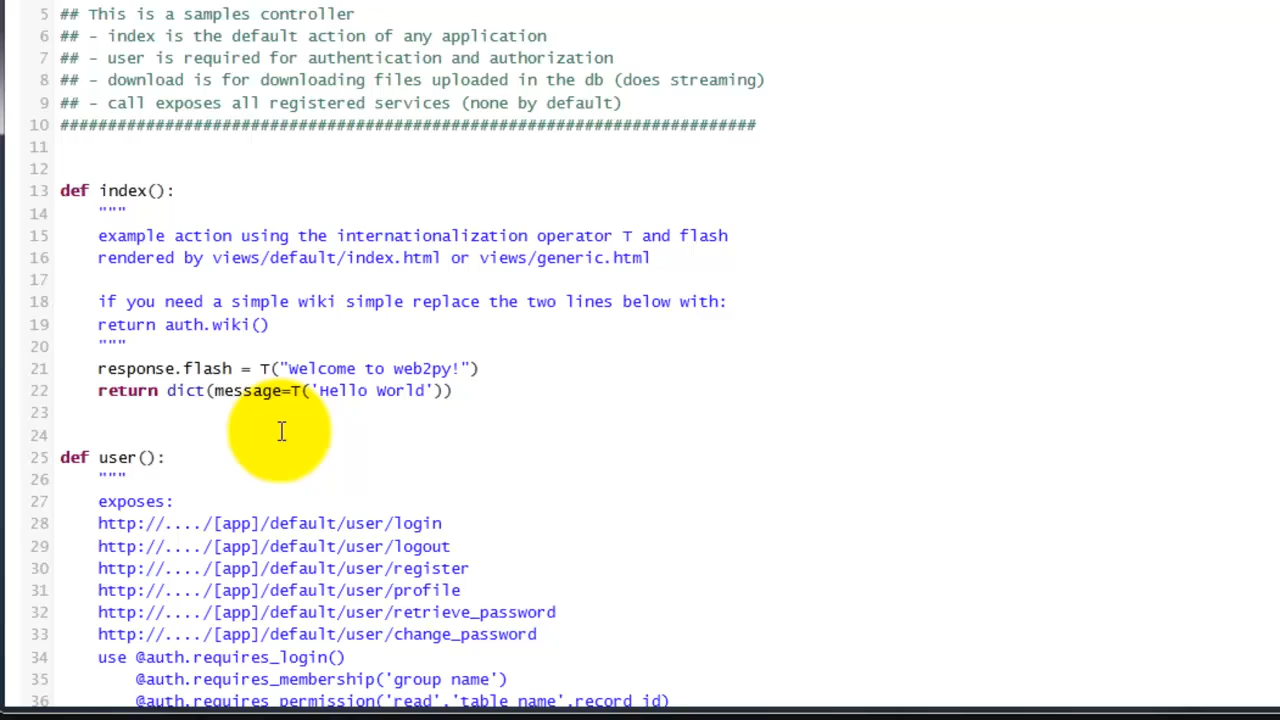 5 ## This is a samples controller
6 ## - index is the default action of any application
7 ## - user is required for authentication and authorization
8 ## - download is for downloading files uploaded in the db (does streaming)
9 ## - call exposes all registered services (none by default)
10 #########################################################################
11
12
13 def index():
14 """
15 example action using the internationalization operator T and flash
16 rendered by views/default/index.html or views/generic.html
17
18 if you need a simple wiki simple replace the two lines below with:
19 return auth.wiki()
20 """
21 response.flash = T("Welcome to web2py!")
22 return dict(message=T('Hello World'))
23
24
25 def user():
26 """
27 exposes:
28 http://..../[app]/default/user/login
29 http://..../[app]/default/user/logout
30 http://..../[app]/default/user/register
31 http://..../[app]/default/user/profile
32 http://..../[app]/default/user/retrieve_password
33 http://..../[app]/default/user/change_password
34 use @auth.requires_login()
35 @auth.requires_membership('group name')
36 @auth.requires_permission('read','table name',record_id)